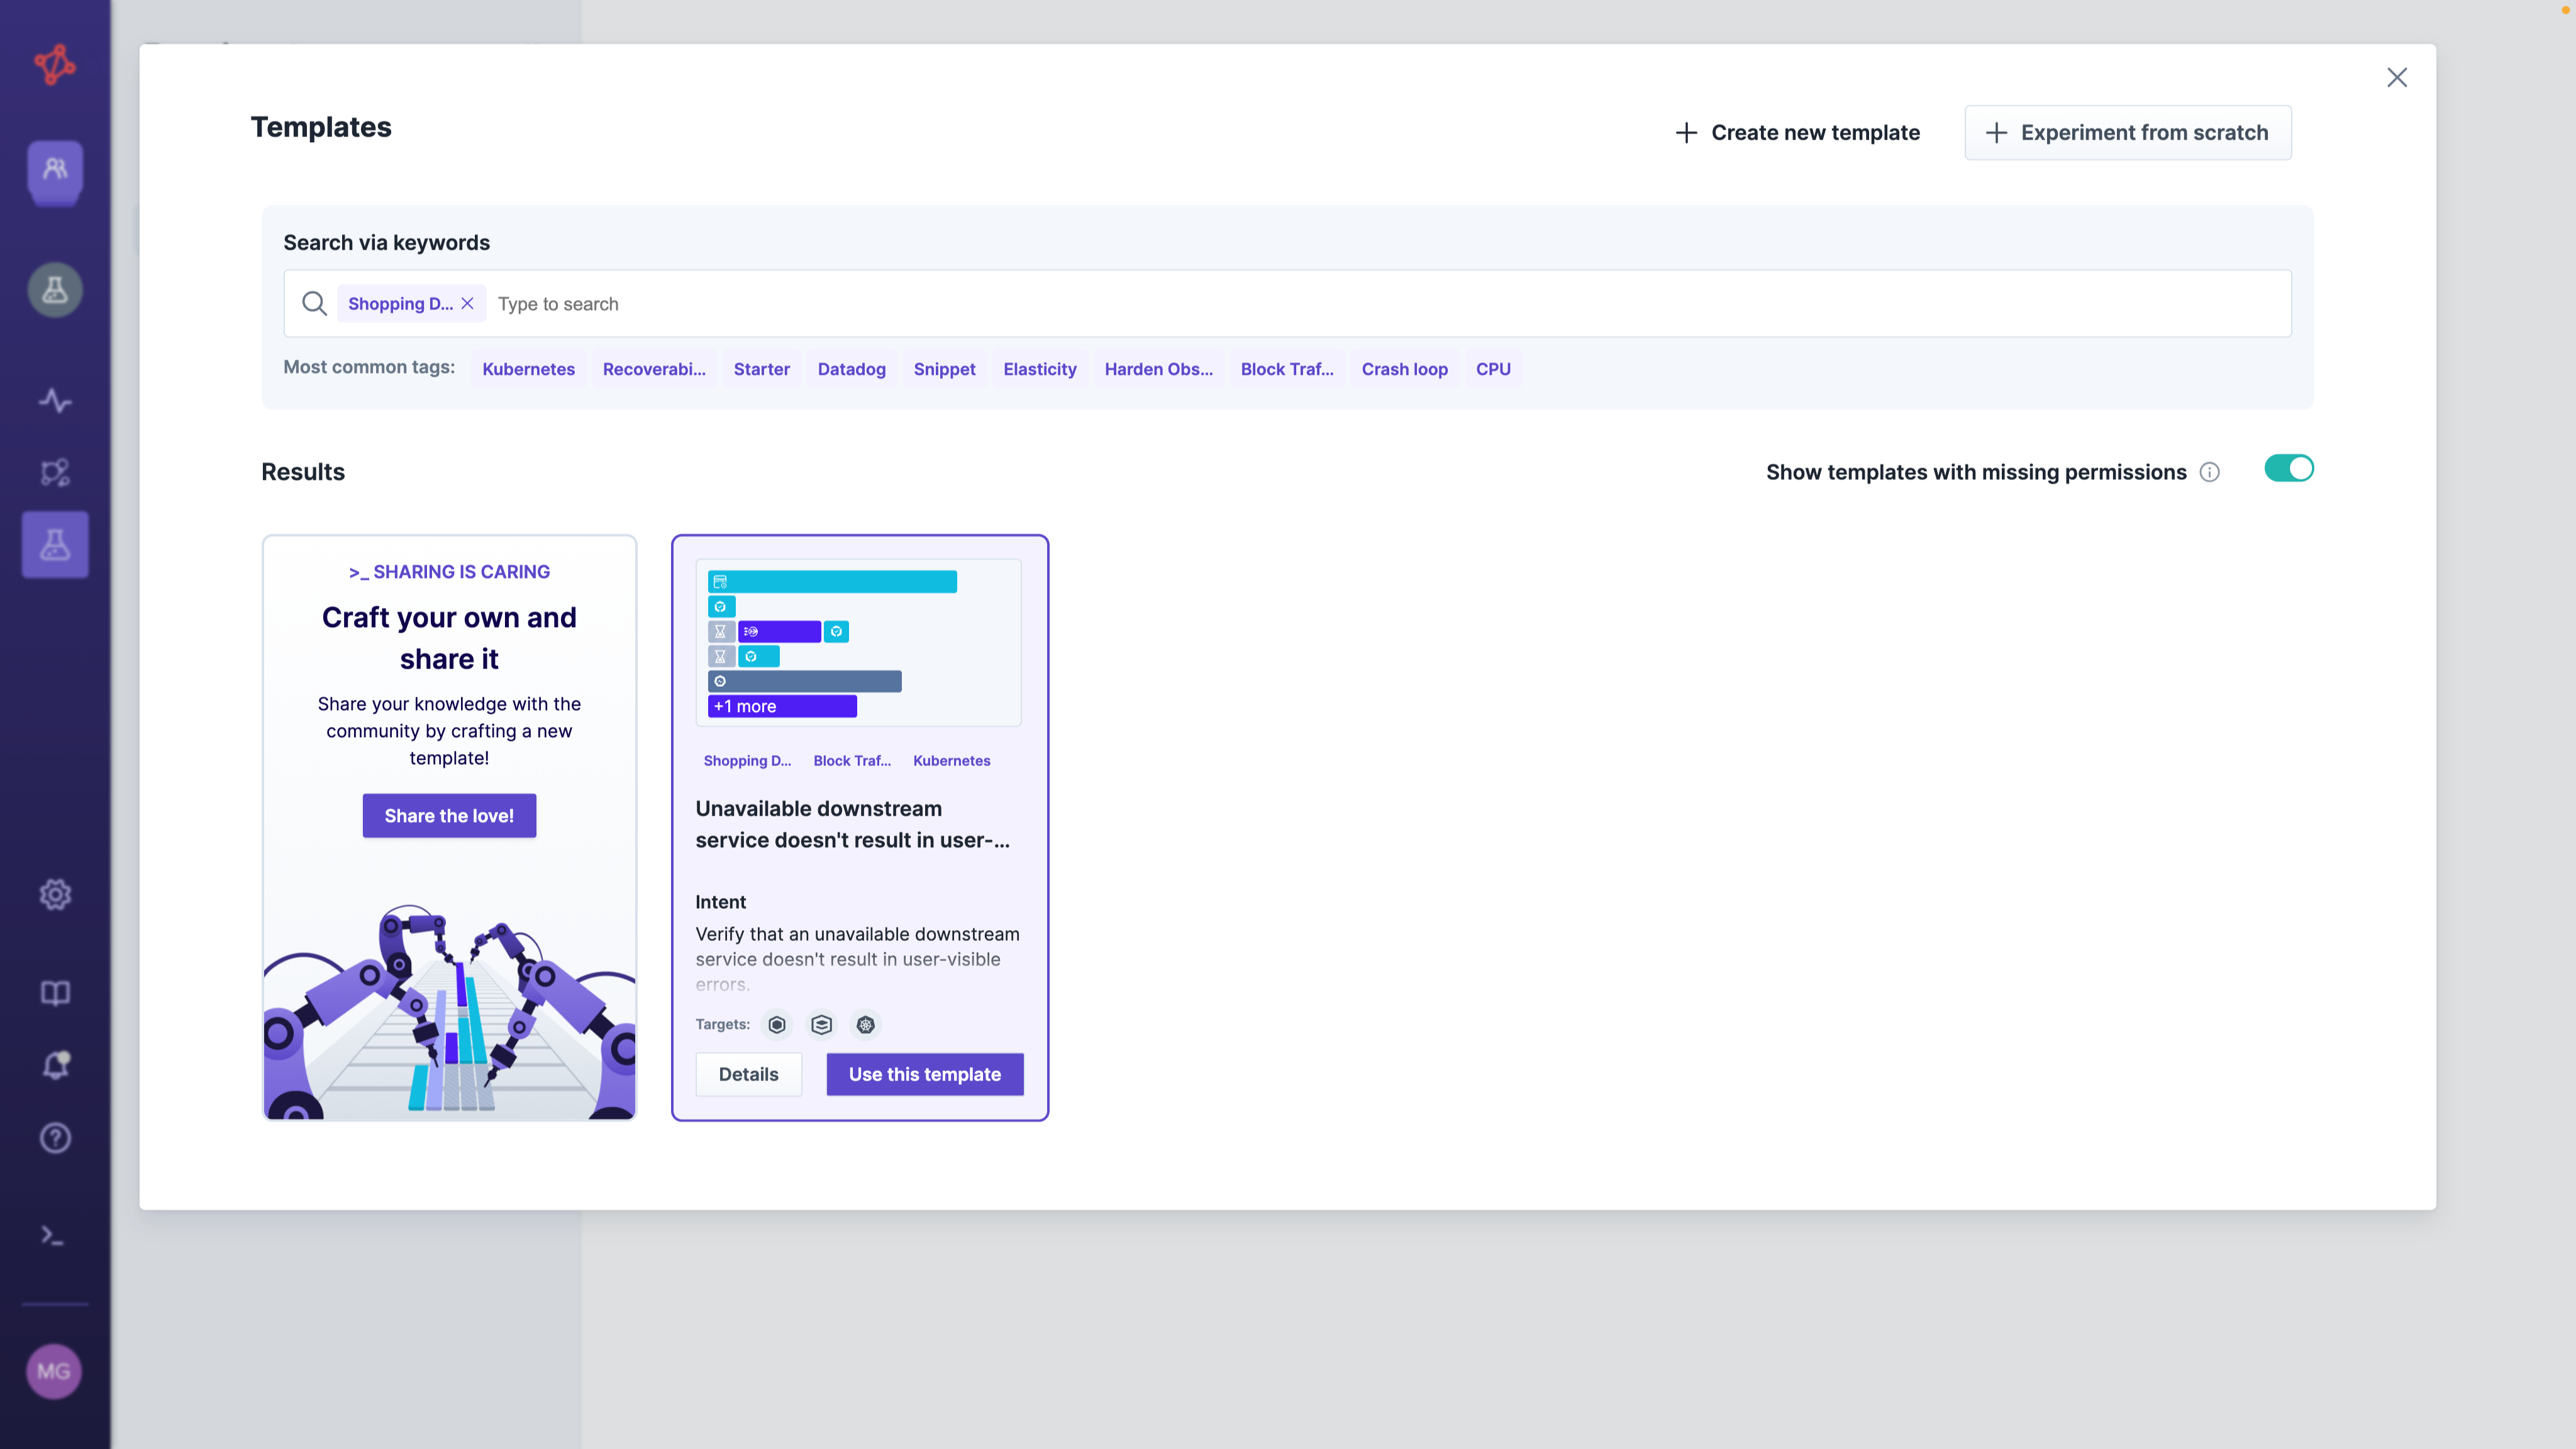 Templates
Create new template
Experiment from scratch
Search via keywords
Shopping D...
Type to search
Most common tags:
Kubernetes
Recoverabi...
Starter
Datadog
Snippet
Elasticity
Harden Obs...
Block Traf...
Crash loop
CPU
Results
Show templates with missing permissions
>_ SHARING IS CARING
Craft your own and
share it
Share your knowledge with the
community by crafting a new
template!
Share the love!
+1 more
Shopping D...
Block Traf...
Kubernetes
Unavailable downstream
service doesn't result in user-...
Intent
Verify that an unavailable downstream
service doesn't result in user-visible
errors.
Targets:
Details
Use this template
MG